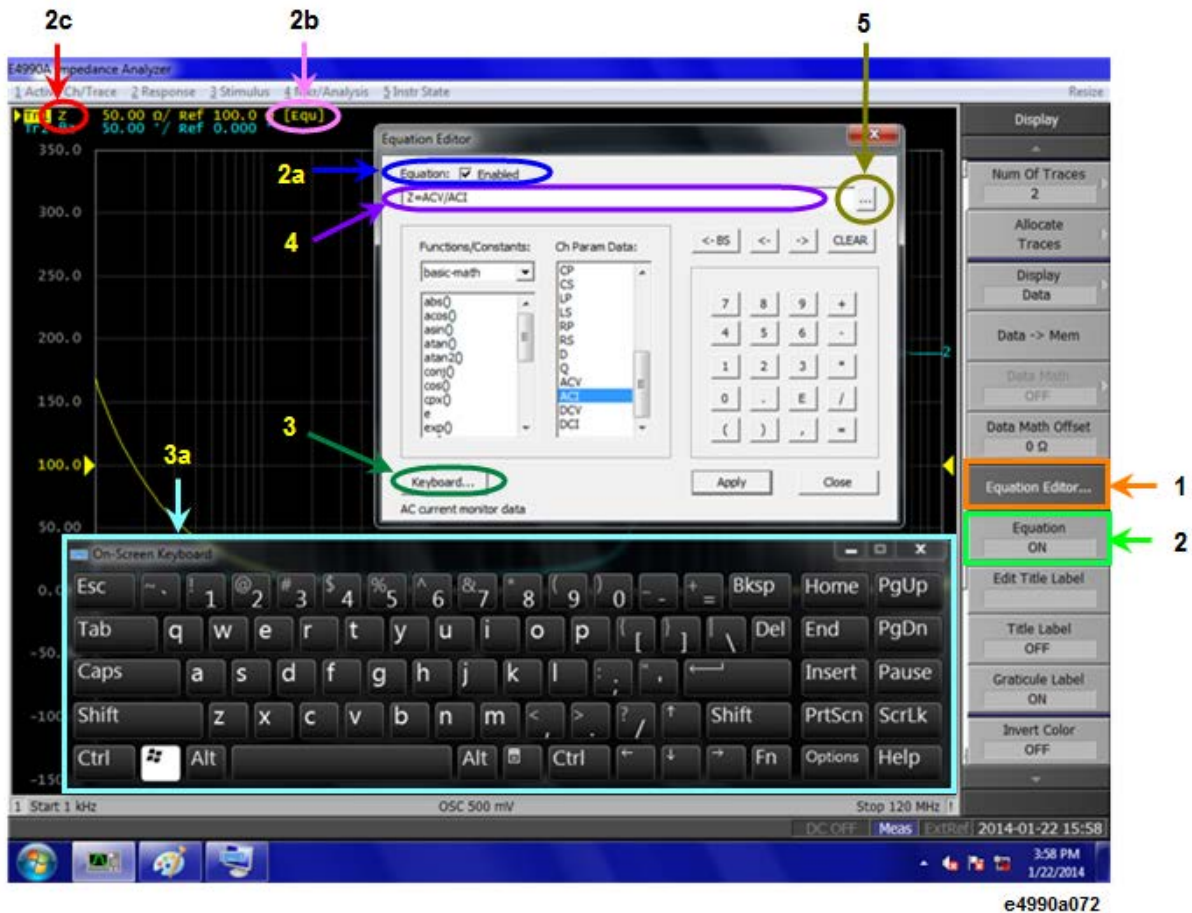 2c
2b
5
E4990A Impedance Analyzer
1 Active Ch/Trace 2 Response 3 Stimulus 4 Mkr/Analysis 5 Instr State
Resize
Tr1 Z 50.00 Ω/ Ref 100.0 [Equ]
50.00 °/ Ref 0.000
350.0
300.0
250.0
200.0
150.0
100.0
50.00
-50.
-100
-150
2
2a
4
3
3a
Equation Editor
x
Equation: Enabled
Z=ACV/ACI
...
Functions/Constants:
basic-math
abs()
acos()
asin()
atan()
atan2()
conj()
cos()
cpx()
e
exp()
Ch Param Data:
CP
CS
LP
LS
RP
RS
D
Q
ACV
ACI
DCV
DCI
<-BS <- -> CLEAR
7 8 9 +
4 5 6 -
1 2 3 *
0 . E /
( ) , =
Keyboard...
Apply
Close
AC current monitor data
Display
Num Of Traces
2
Allocate
Traces
Display
Data
Data -> Mem
Data Math
OFF
Data Math Offset
0 Ω
Equation Editor...
Equation
ON
Edit Title Label
Title Label
OFF
Graticule Label
ON
Invert Color
OFF
1
2
On-Screen Keyboard
Esc ~ ` ! 1 @ 2 # 3 $ 4 % 5 ^ 6 & 7 * 8 ( 9 ) 0 _ - + = Bksp Home PgUp
Tab q w e r t y u i o p { [ } ] | \ Del End PgDn
Caps a s d f g h j k l : ; " ' Insert Pause
Shift z x c v b n m < , > . ? / ↑ Shift PrtScn ScrLk
Ctrl Alt Alt Ctrl ← ↓ → Fn Options Help
1 Start 1 kHz
OSC 500 mV
Stop 120 MHz
DC OFF Meas ExtRef 2014-01-22 15:58
3:58 PM
1/22/2014
e4990a072